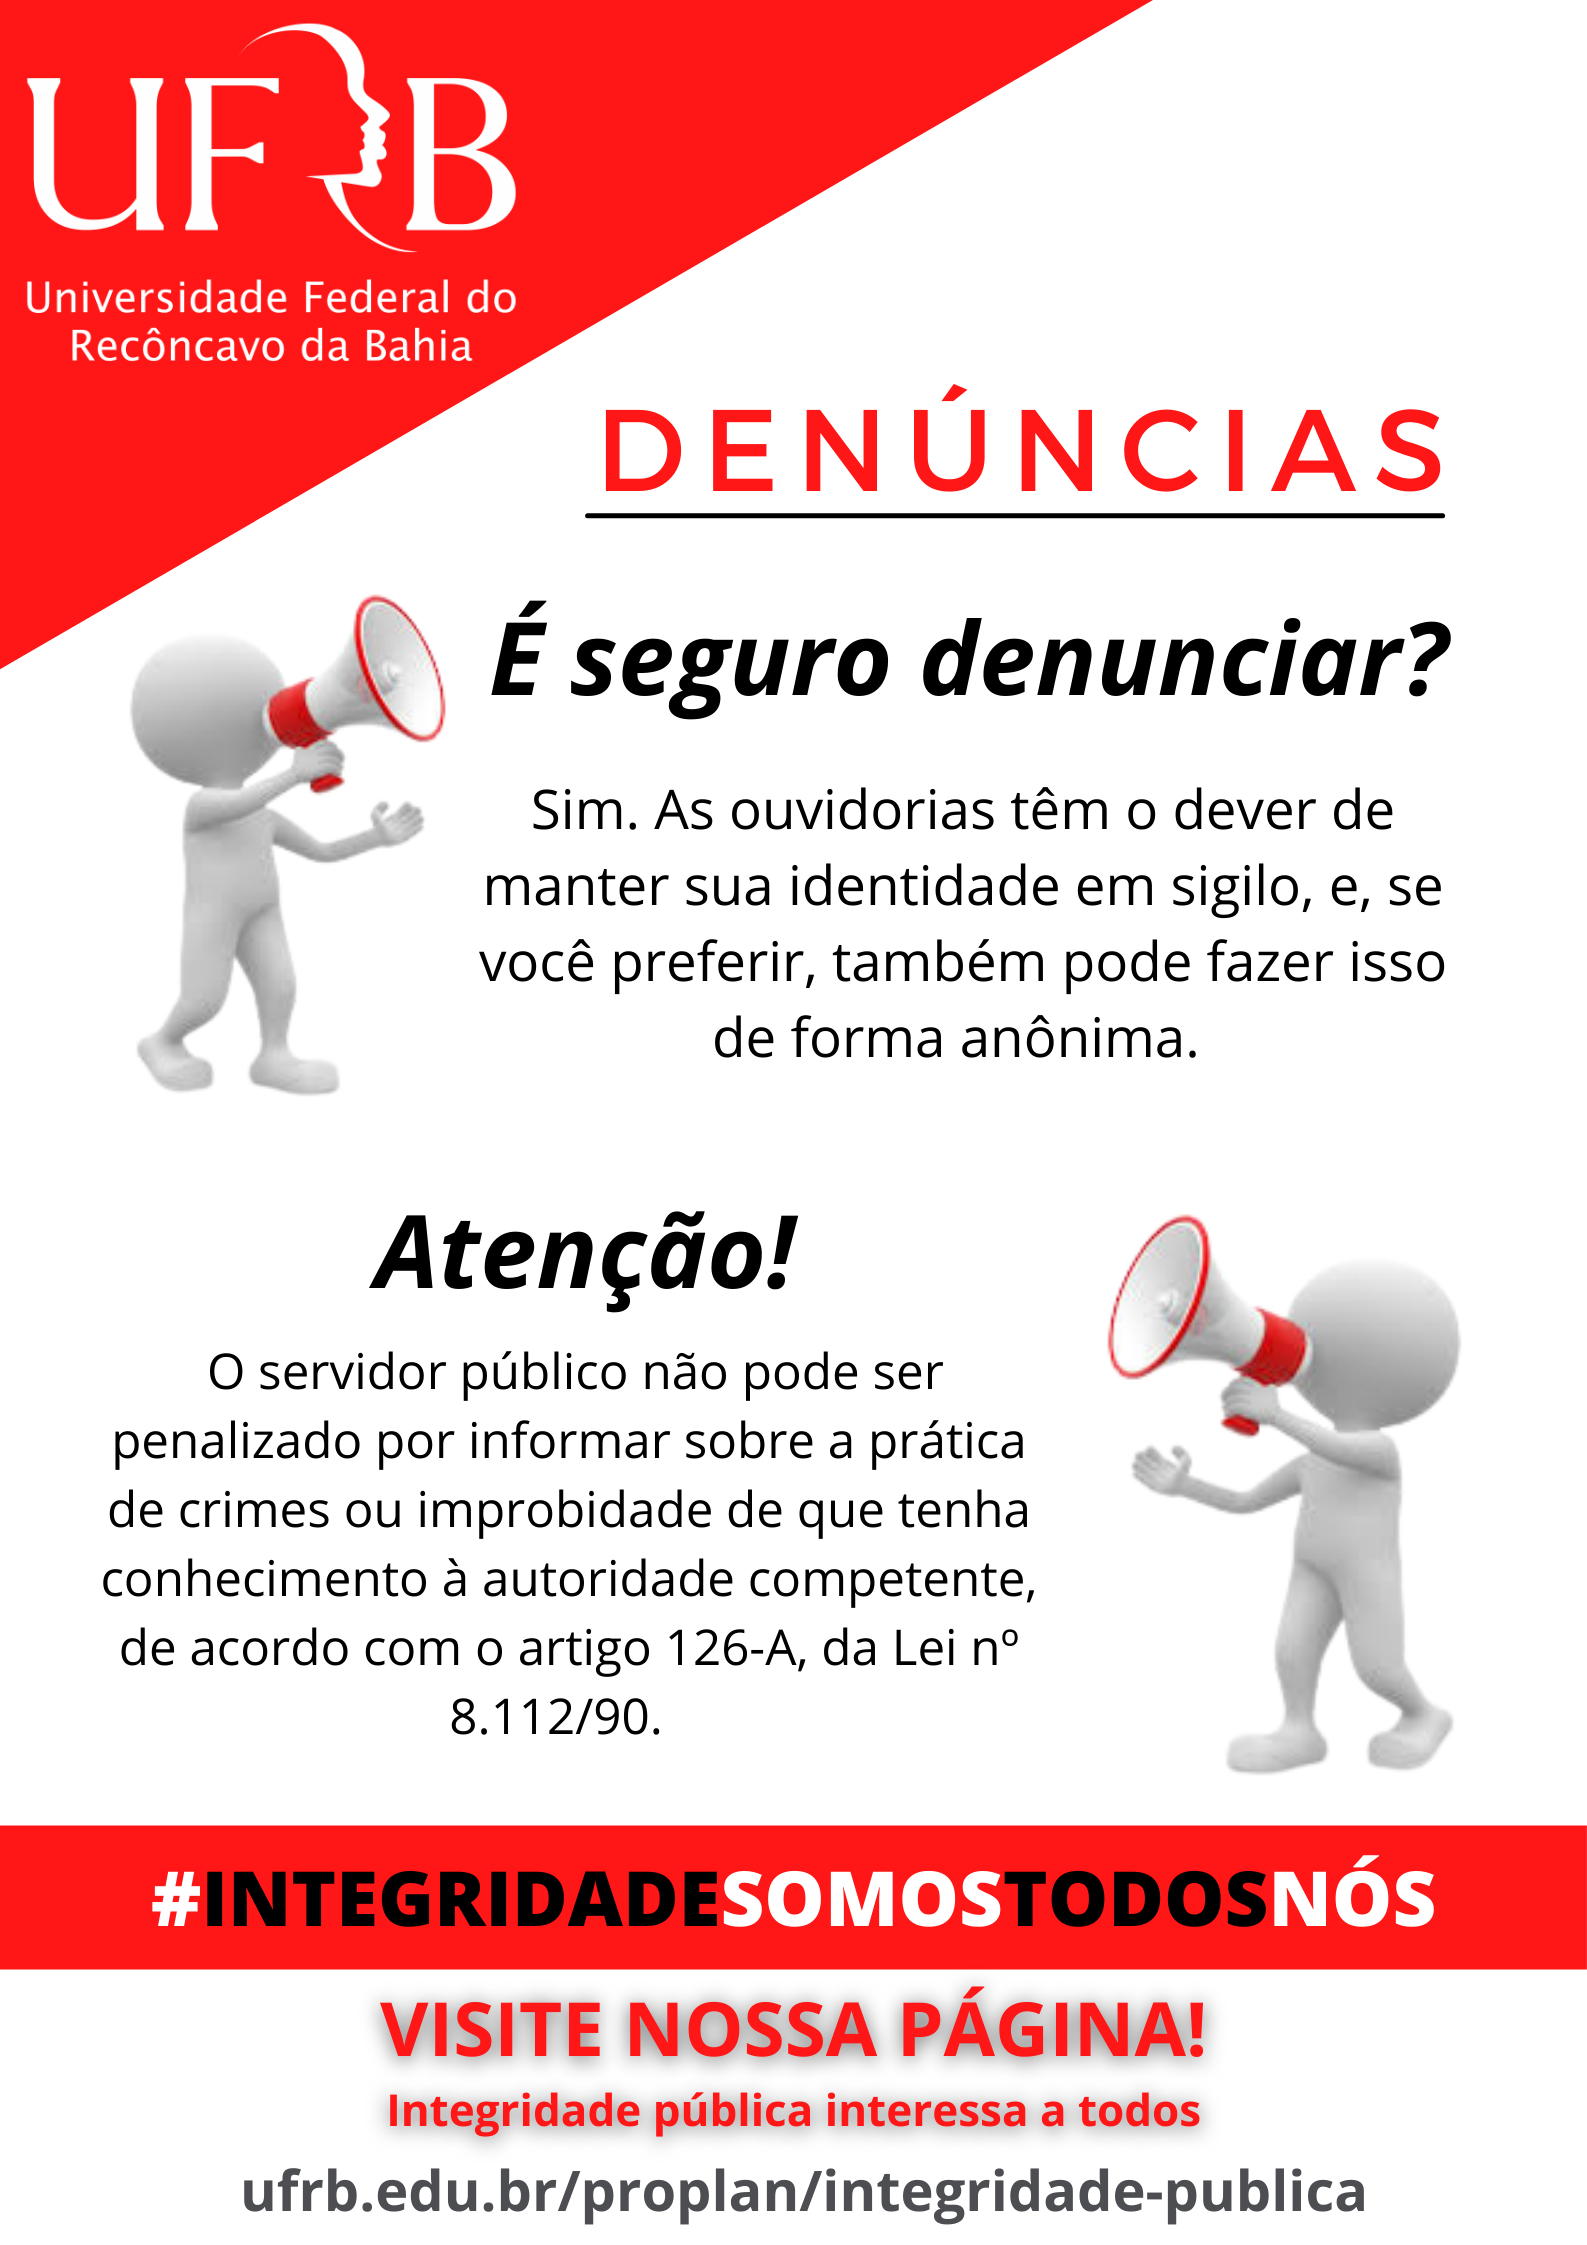 UFRB
Universidade Federal do
Recôncavo da Bahia
DENÚNCIAS
É seguro denunciar?
Sim. As ouvidorias têm o dever de
manter sua identidade em sigilo, e, se
você preferir, também pode fazer isso
de forma anônima.
Atenção!
O servidor público não pode ser
penalizado por informar sobre a prática
de crimes ou improbidade de que tenha
conhecimento à autoridade competente,
de acordo com o artigo 126-A, da Lei nº
8.112/90.
#INTEGRIDADESOMOSTODOSNÓS
VISITE NOSSA PÁGINA!
Integridade pública interessa a todos
ufrb.edu.br/proplan/integridade-publica